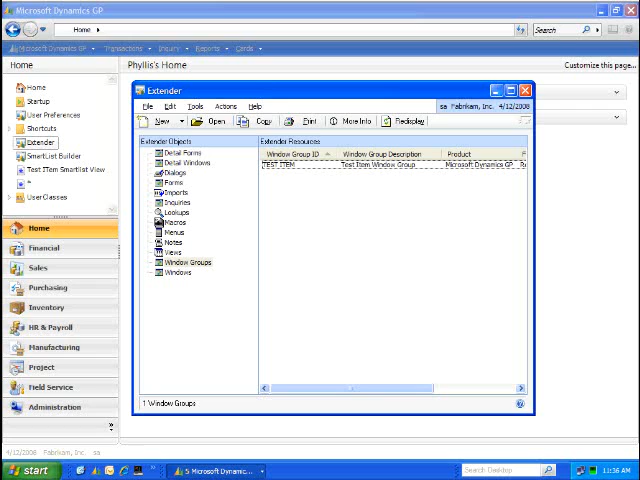 Microsoft Dynamics GP
Home
Search
Microsoft Dynamics GP Transactions Inquiry Reports Cards
Home
Phyllis's Home
Customize this page...
Home
Startup
User Preferences
Shortcuts
Extender
SmartList Builder
Test ITem Smartlist View
*
UserClasses
Home
Financial
Sales
Purchasing
Inventory
HR & Payroll
Manufacturing
Project
Field Service
Administration
Extender
File Edit Tools Actions Help
sa Fabrikam, Inc. 4/12/2008
New Open Copy Print More Info Redisplay
Extender Objects
Detail Forms
Detail Windows
Dialogs
Forms
Imports
Inquiries
Lookups
Macros
Menus
Notes
Views
Window Groups
Windows
Extender Resources
Window Group ID Window Group Description Product
TEST ITEM Test Item Window Group Microsoft Dynamics GP
1 Window Groups
4/12/2008 Fabrikam, Inc. sa
start
5 Microsoft Dynamic...
Search Desktop
11:36 AM